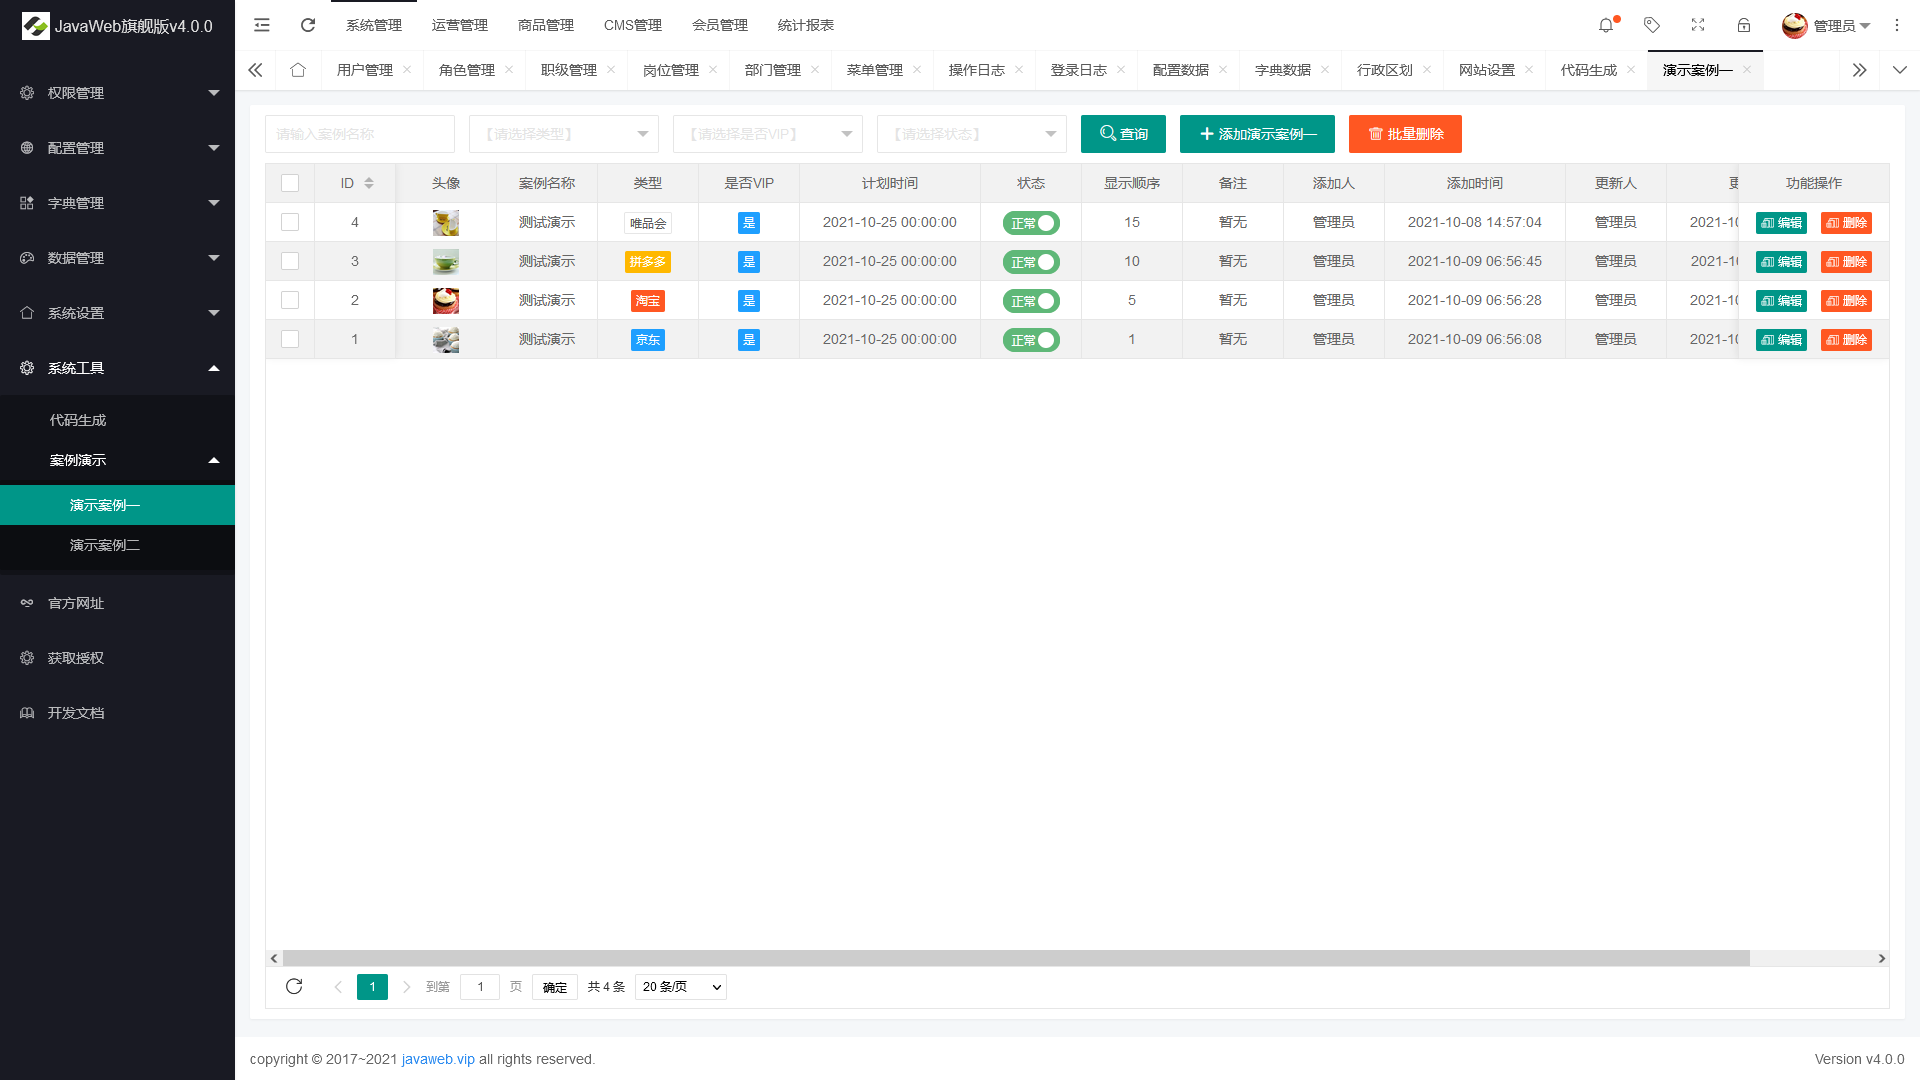 JavaWeb旗舰版v4.0.0
系统管理 运营管理 商品管理 CMS管理 会员管理 统计报表 管理员
用户管理 角色管理 职级管理 岗位管理 部门管理 菜单管理 操作日志 登录日志 配置数据 字典数据 行政区划 网站设置 代码生成 演示案例一
权限管理
配置管理
字典管理
数据管理
系统设置
系统工具
代码生成
案例演示
演示案例一
演示案例二
官方网址
获取授权
开发文档
请输入案例名称 【请选择类型】 【请选择是否VIP】 【请选择状态】 查询 添加演示案例一 批量删除
ID 头像 案例名称 类型 是否VIP 计划时间 状态 显示顺序 备注 添加人 添加时间 更新人 功能操作
4 测试演示 唯品会 是 2021-10-25 00:00:00 正常 15 暂无 管理员 2021-10-08 14:57:04 管理员 2021-10 编辑 删除
3 测试演示 拼多多 是 2021-10-25 00:00:00 正常 10 暂无 管理员 2021-10-09 06:56:45 管理员 2021-10 编辑 删除
2 测试演示 淘宝 是 2021-10-25 00:00:00 正常 5 暂无 管理员 2021-10-09 06:56:28 管理员 2021-10 编辑 删除
1 测试演示 京东 是 2021-10-25 00:00:00 正常 1 暂无 管理员 2021-10-09 06:56:08 管理员 2021-10 编辑 删除
1 到第 1 页 确定 共 4 条 20 条/页
copyright © 2017~2021 javaweb.vip all rights reserved.
Version v4.0.0